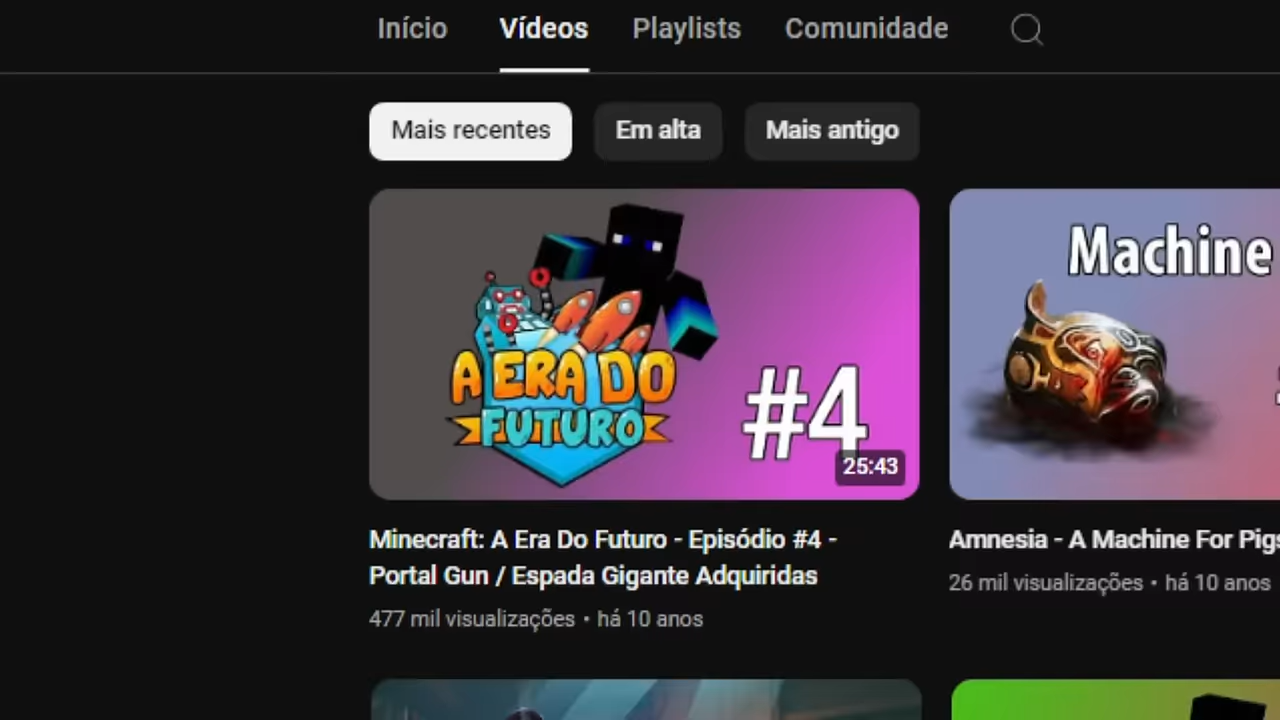 Início Vídeos Playlists Comunidade
Mais recentes Em alta Mais antigo
A ERA DO
FUTURO
#4
25:43
Machine
Minecraft: A Era Do Futuro - Episódio #4 -
Portal Gun / Espada Gigante Adquiridas
477 mil visualizações • há 10 anos
Amnesia - A Machine For Pigs
26 mil visualizações • há 10 anos